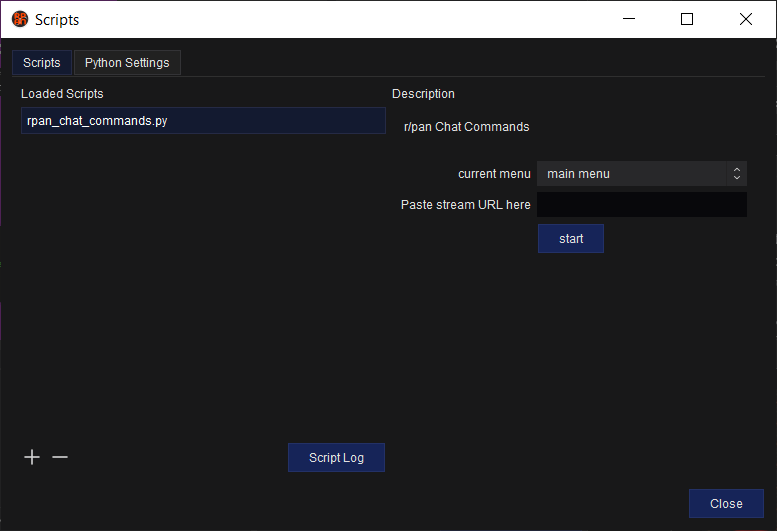 Scripts
Scripts
Python Settings
Loaded Scripts
Description
rpan_chat_commands.py
r/pan Chat Commands
current menu
main menu
Paste stream URL here
start
Script Log
Close